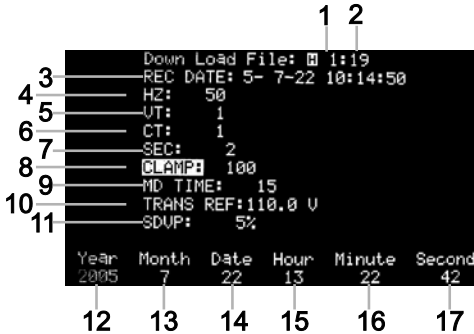 1 2
Down Load File: H 1:19
3 REC DATE: 5- 7-22 10:14:50
4 HZ: 50
5 VT: 1
6 CT: 1
7 SEC: 2
8 CLAMP: 100
9 MD TIME: 15
10 TRANS REF:110.0 V
11 SDVP: 5%
Year Month Date Hour Minute Second
2005 7 22 13 22 42
12 13 14 15 16 17